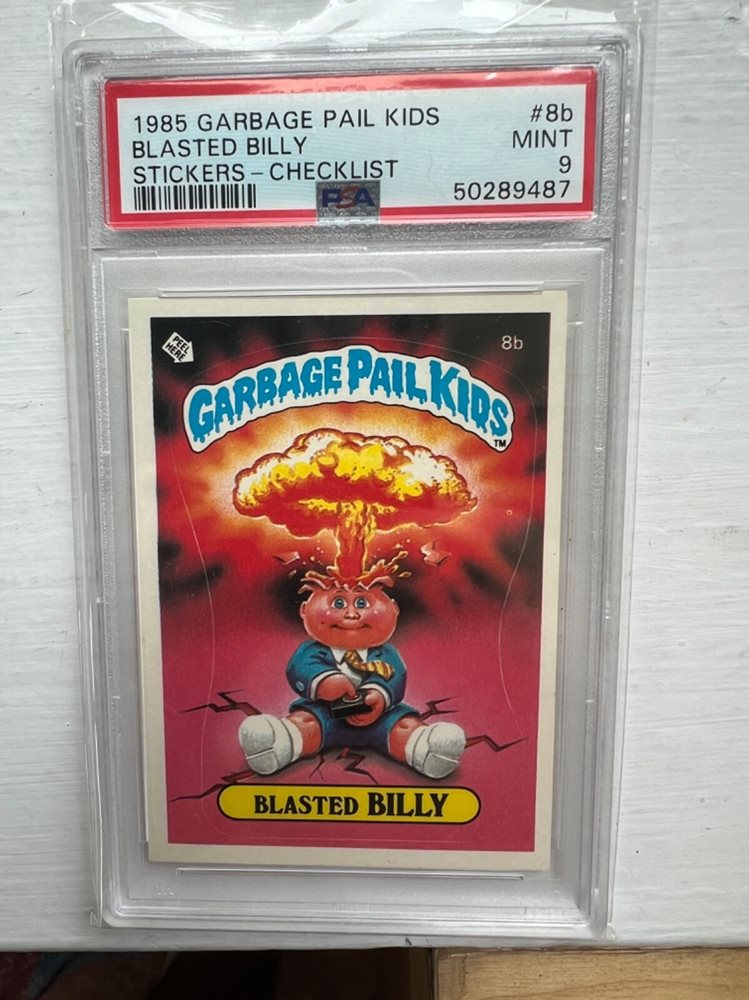 1985 GARBAGE PAIL KIDS #8b
BLASTED BILLY MINT
STICKERS - CHECKLIST 9
PSA 50289487
PEEL HERE
8b
GARBAGE PAIL KIDS
TM
BLASTED BILLY